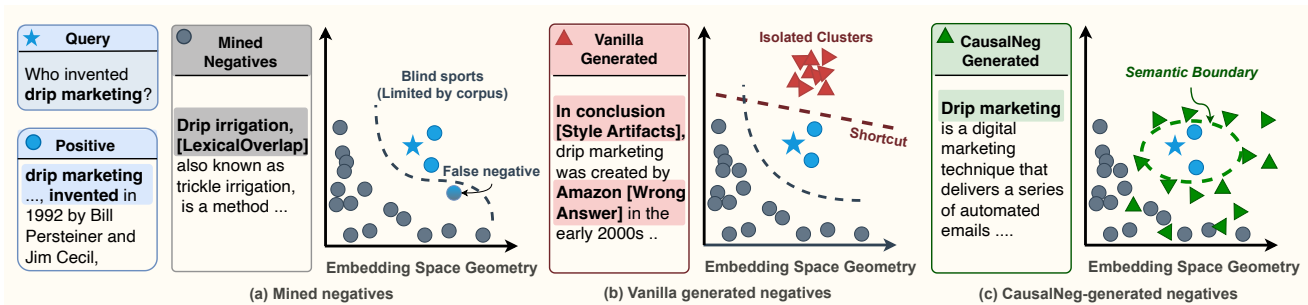 Query
Who invented
drip marketing?
Positive
drip marketing
..., invented in
1992 by Bill
Persteiner and
Jim Cecil,
Mined
Negatives
Drip irrigation,
[LexicalOverlap]
also known as
trickle irrigation,
is a method ...
Blind sports
(Limited by corpus)
False negative
Embedding Space Geometry
(a) Mined negatives
Vanilla
Generated
In conclusion
[Style Artifacts],
drip marketing
was created by
Amazon [Wrong
Answer] in the
early 2000s ..
Isolated Clusters
Shortcut
Embedding Space Geometry
(b) Vanilla generated negatives
CausalNeg
Generated
Drip marketing
is a digital
marketing
technique that
delivers a series
of automated
emails ....
Semantic Boundary
Embedding Space Geometry
(c) CausalNeg-generated negatives